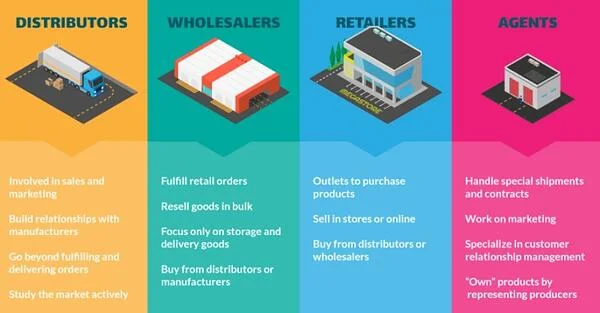 DISTRIBUTORS
Involved in sales and
marketing
Build relationships with
manufacturers
Go beyond fulfilling and
delivering orders
Study the market actively
WHOLESALERS
Fulfill retail orders
Resell goods in bulk
Focus only on storage and
delivery goods
Buy from distributors or
manufacturers
RETAILERS
MEGASTORE
Outlets to purchase
products
Sell in stores or online
Buy from distributors or
wholesalers
AGENTS
Handle special shipments
and contracts
Work on marketing
Specialize in customer
relationship management
“Own” products by
representing producers